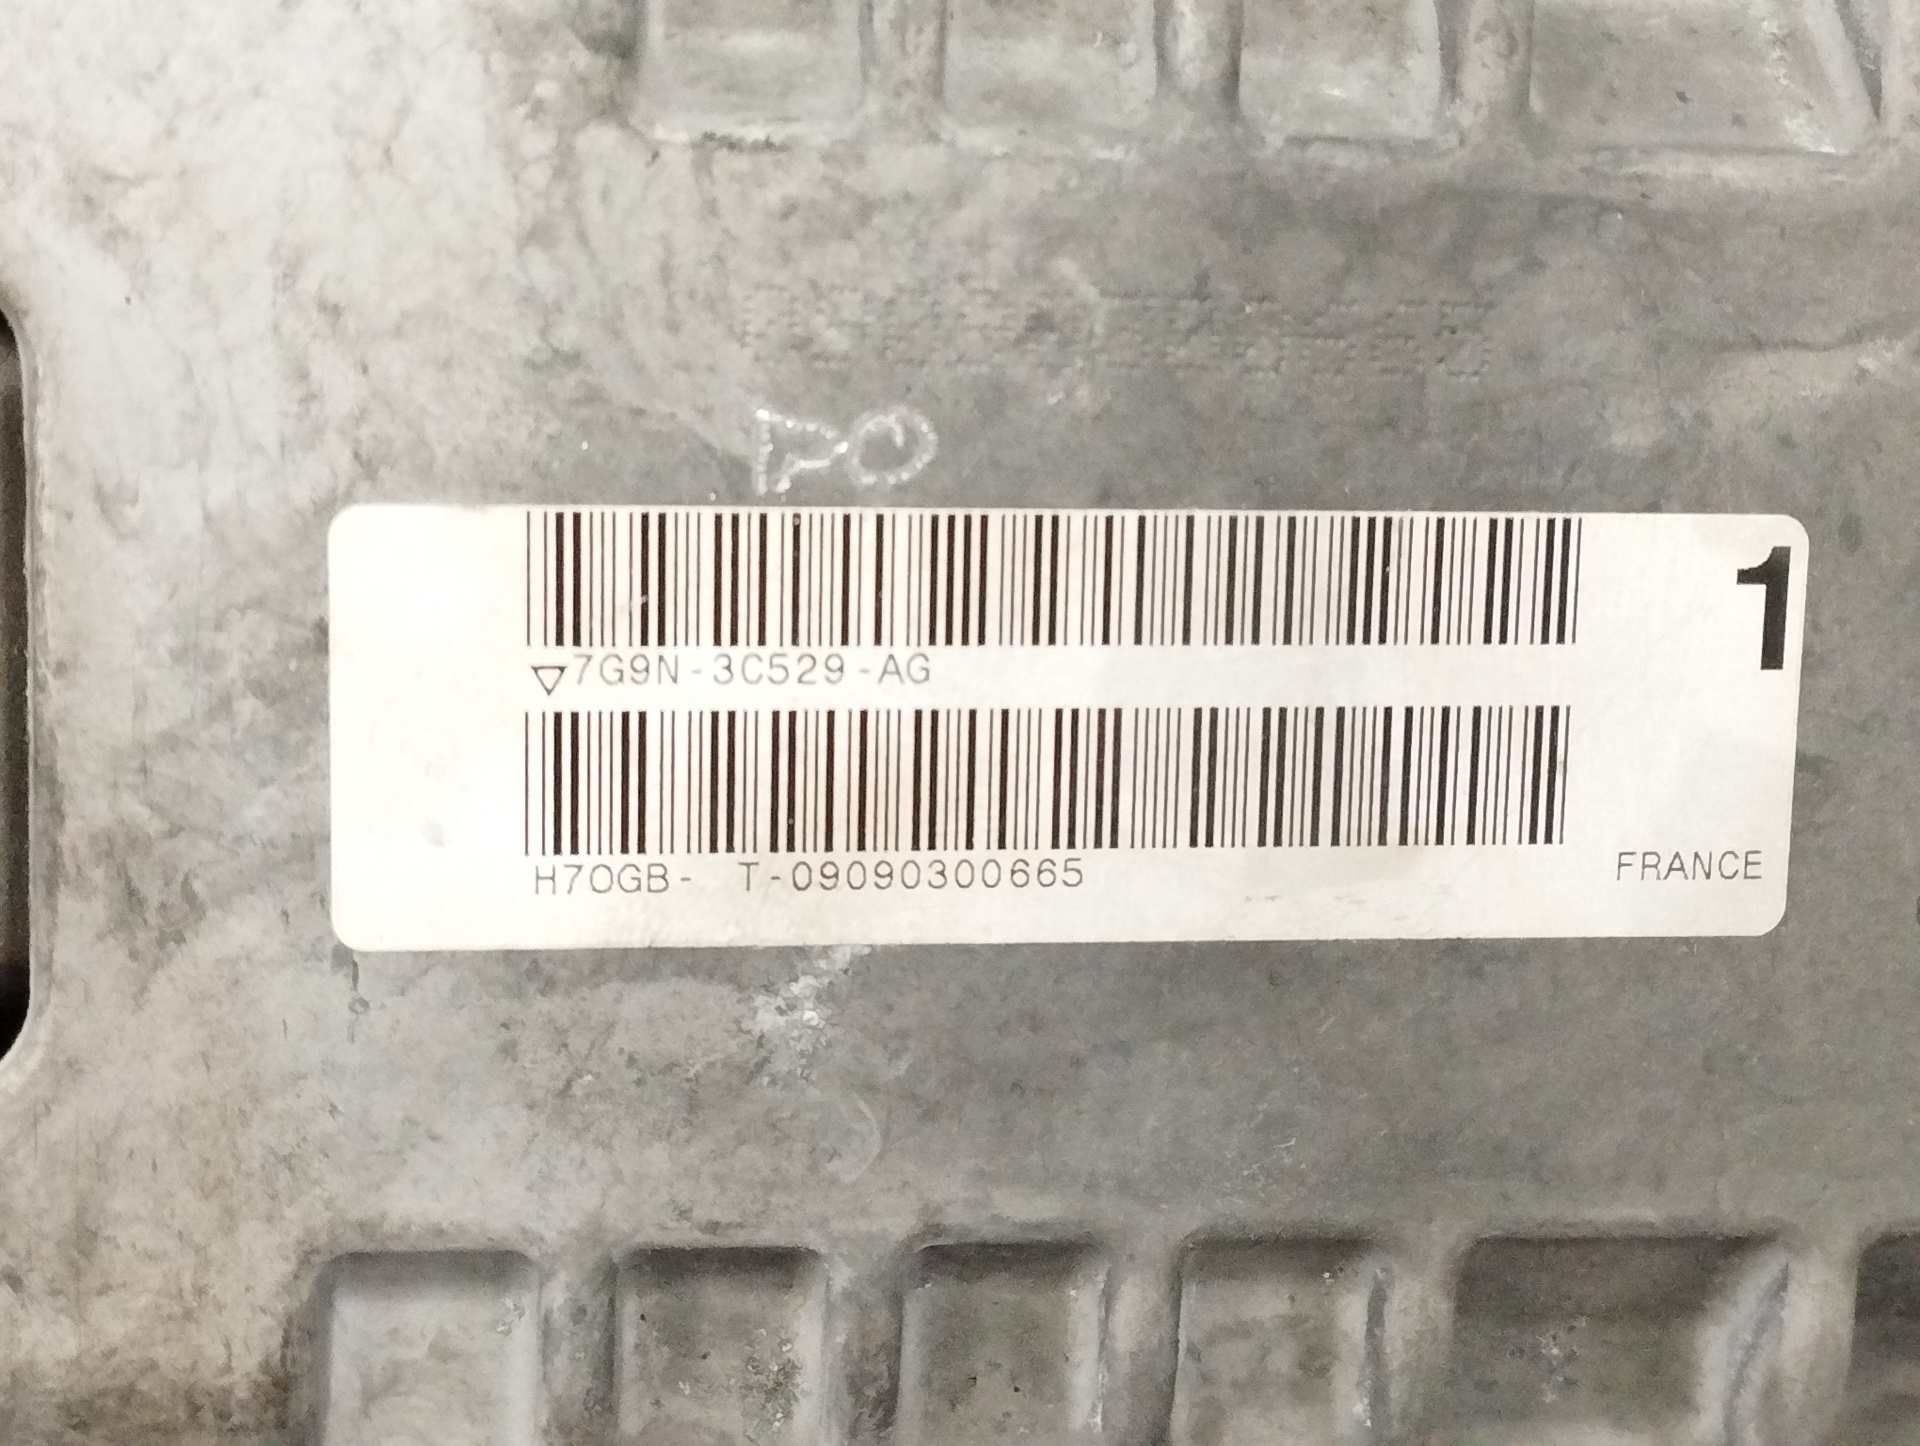 PO
1
▽7G9N-3C529-AG
H7OGB- T-09090300665
FRANCE